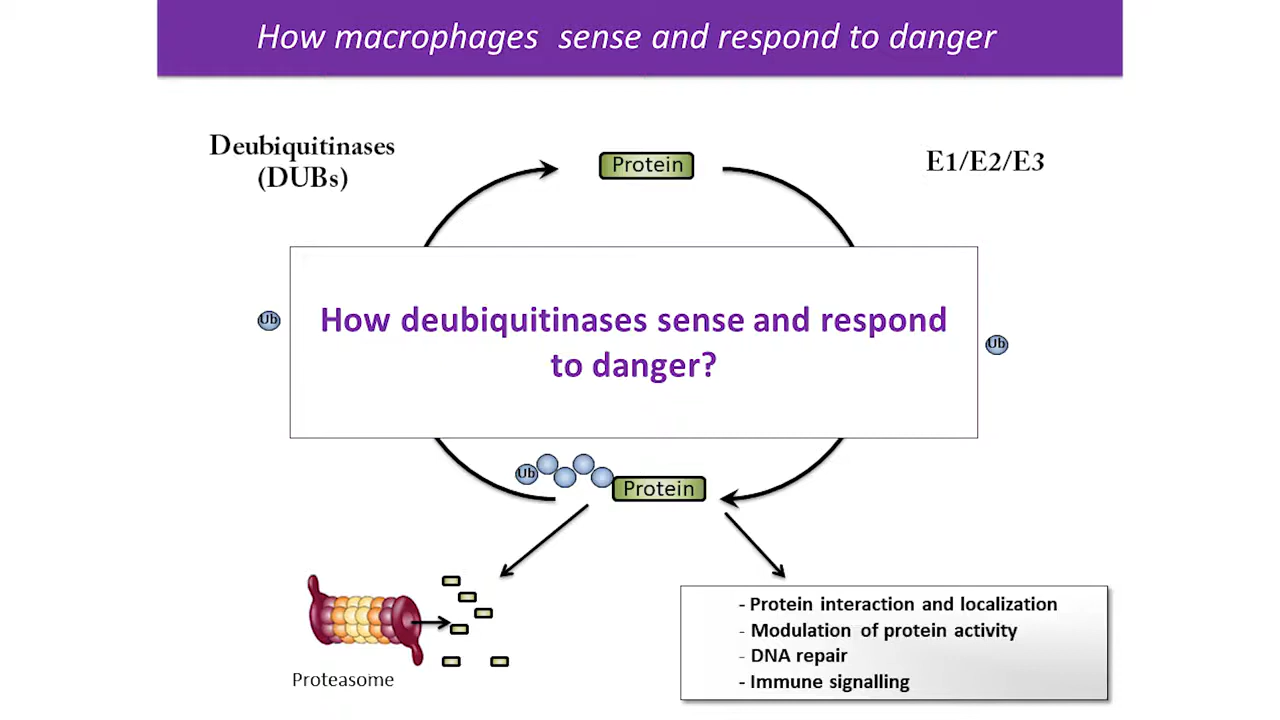 How macrophages sense and respond to danger
Deubiquitinases
(DUBs)
Protein
E1/E2/E3
How deubiquitinases sense and respond
to danger?
Ub
Ub
Ub
Protein
Proteasome
- Protein interaction and localization
- Modulation of protein activity
- DNA repair
- Immune signalling